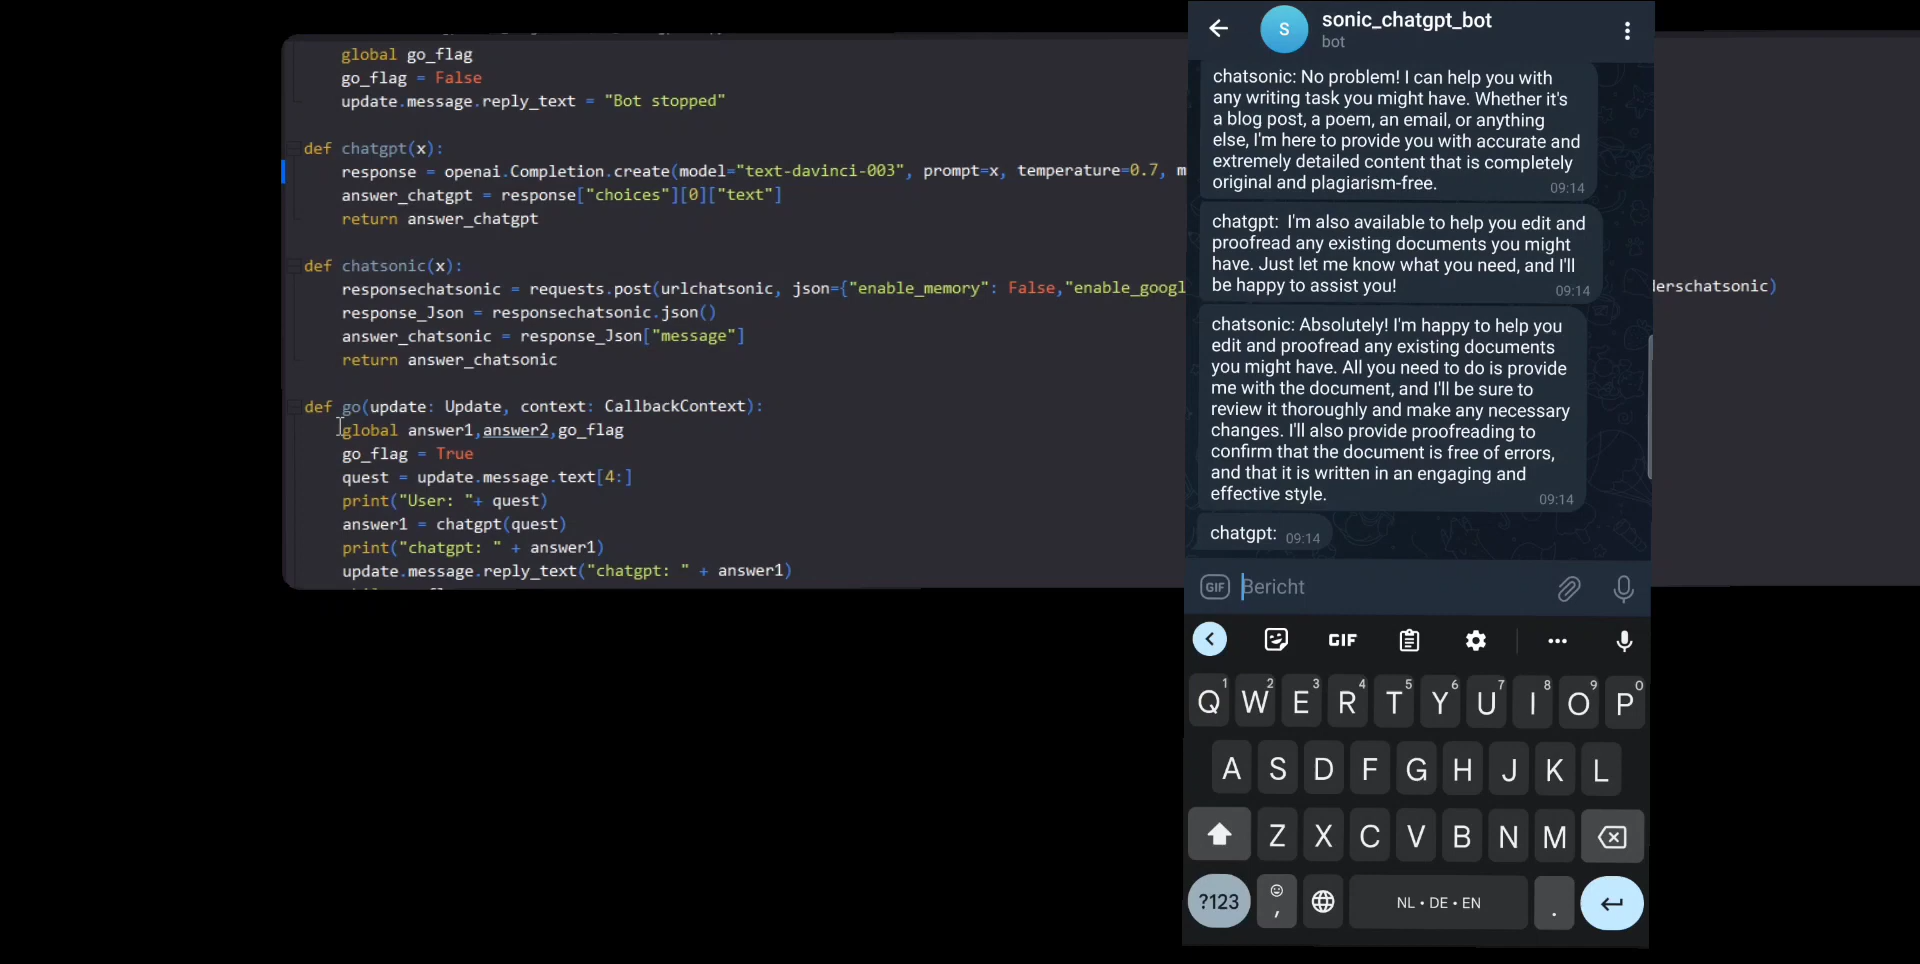 global go_flag
go_flag = False
update.message.reply_text = "Bot stopped"
def chatgpt(x):
response = openai.Completion.create(model="text-davinci-003", prompt=x, temperature=0.7, m
answer_chatgpt = response["choices"][0]["text"]
return answer_chatgpt
def chatsonic(x):
responsechatsonic = requests.post(urlchatsonic, json={"enable_memory": False,"enable_googl
derschatsonic)
response_Json = responsechatsonic.json()
answer_chatsonic = response_Json["message"]
return answer_chatsonic
def go(update: Update, context: CallbackContext):
global answer1,answer2,go_flag
go_flag = True
quest = update.message.text[4:]
print("User: "+ quest)
answer1 = chatgpt(quest)
print("chatgpt: " + answer1)
update.message.reply_text("chatgpt: " + answer1)
S
sonic_chatgpt_bot
bot
chatsonic: No problem! I can help you with
any writing task you might have. Whether it's
a blog post, a poem, an email, or anything
else, I'm here to provide you with accurate and
extremely detailed content that is completely
original and plagiarism-free. 09:14
chatgpt: I'm also available to help you edit and
proofread any existing documents you might
have. Just let me know what you need, and I'll
be happy to assist you! 09:14
chatsonic: Absolutely! I'm happy to help you
edit and proofread any existing documents
you might have. All you need to do is provide
me with the document, and I'll be sure to
review it thoroughly and make any necessary
changes. I'll also provide proofreading to
confirm that the document is free of errors,
and that it is written in an engaging and
effective style. 09:14
chatgpt: 09:14
GIF Bericht
GIF
Q1 W2 E3 R4 T5 Y6 U7 I8 O9 P0
A S D F G H J K L
Z X C V B N M
?123 , NL • DE • EN .